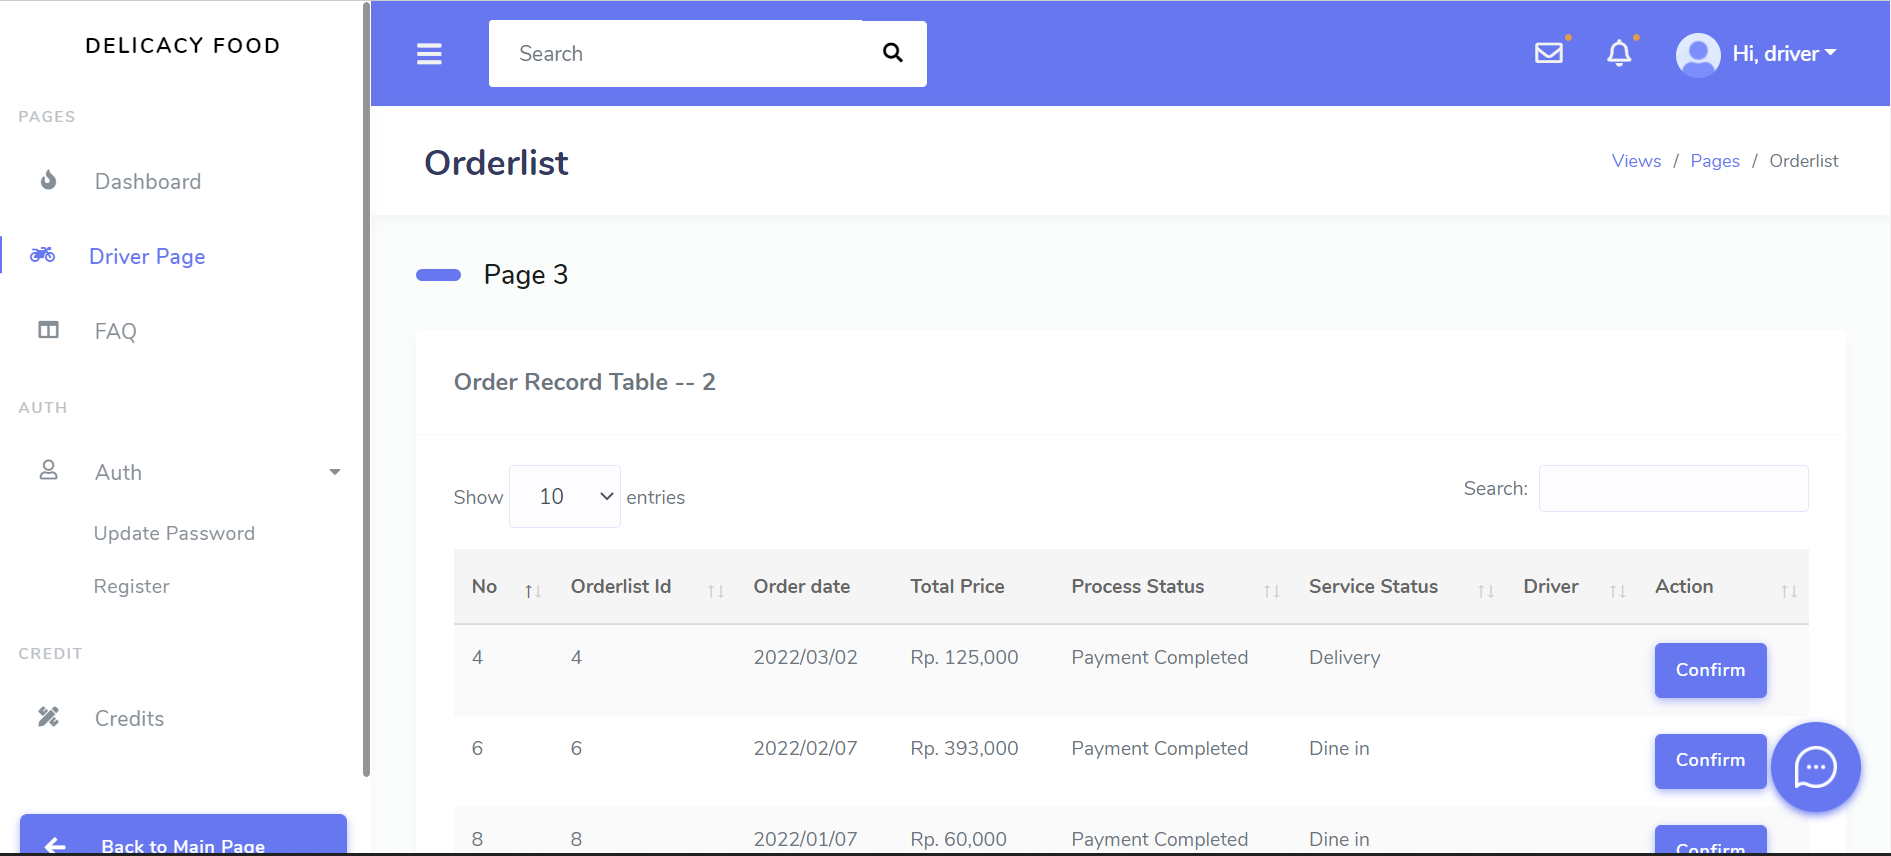 DELICACY FOOD
PAGES
Dashboard
Driver Page
FAQ
AUTH
Auth
Update Password
Register
CREDIT
Credits
Back to Main Page
Search
Hi, driver
Orderlist
Views / Pages / Orderlist
Page 3
Order Record Table -- 2
Show 10 entries
Search:
No Orderlist Id Order date Total Price Process Status Service Status Driver Action
4 4 2022/03/02 Rp. 125,000 Payment Completed Delivery Confirm
6 6 2022/02/07 Rp. 393,000 Payment Completed Dine in Confirm
8 8 2022/01/07 Rp. 60,000 Payment Completed Dine in Confirm